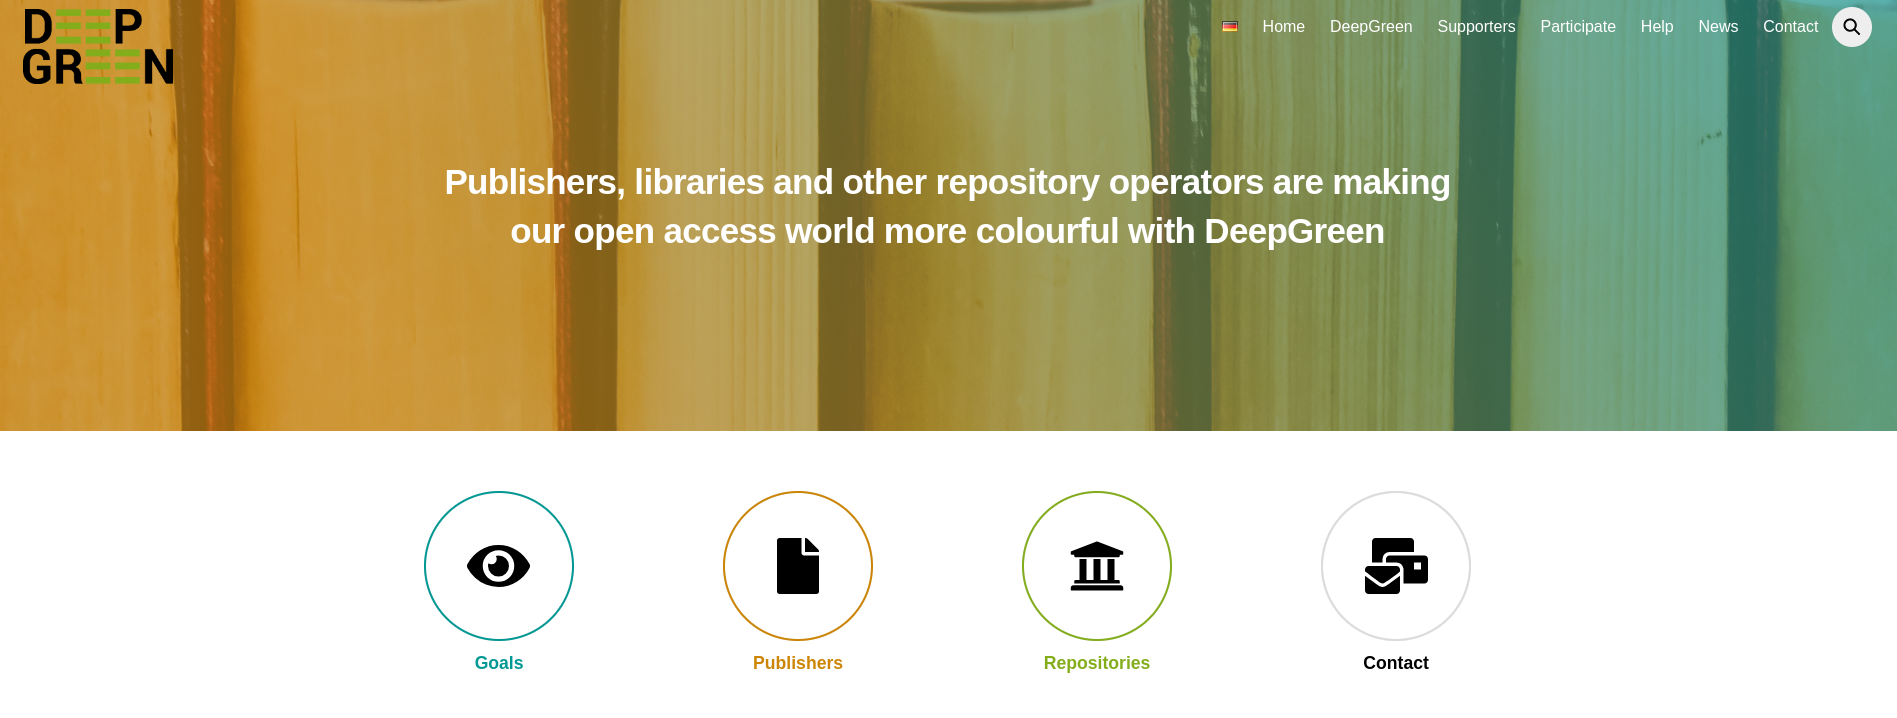 DEEP
GREEN
Home DeepGreen Supporters Participate Help News Contact
Publishers, libraries and other repository operators are making
our open access world more colourful with DeepGreen
Goals Publishers Repositories Contact